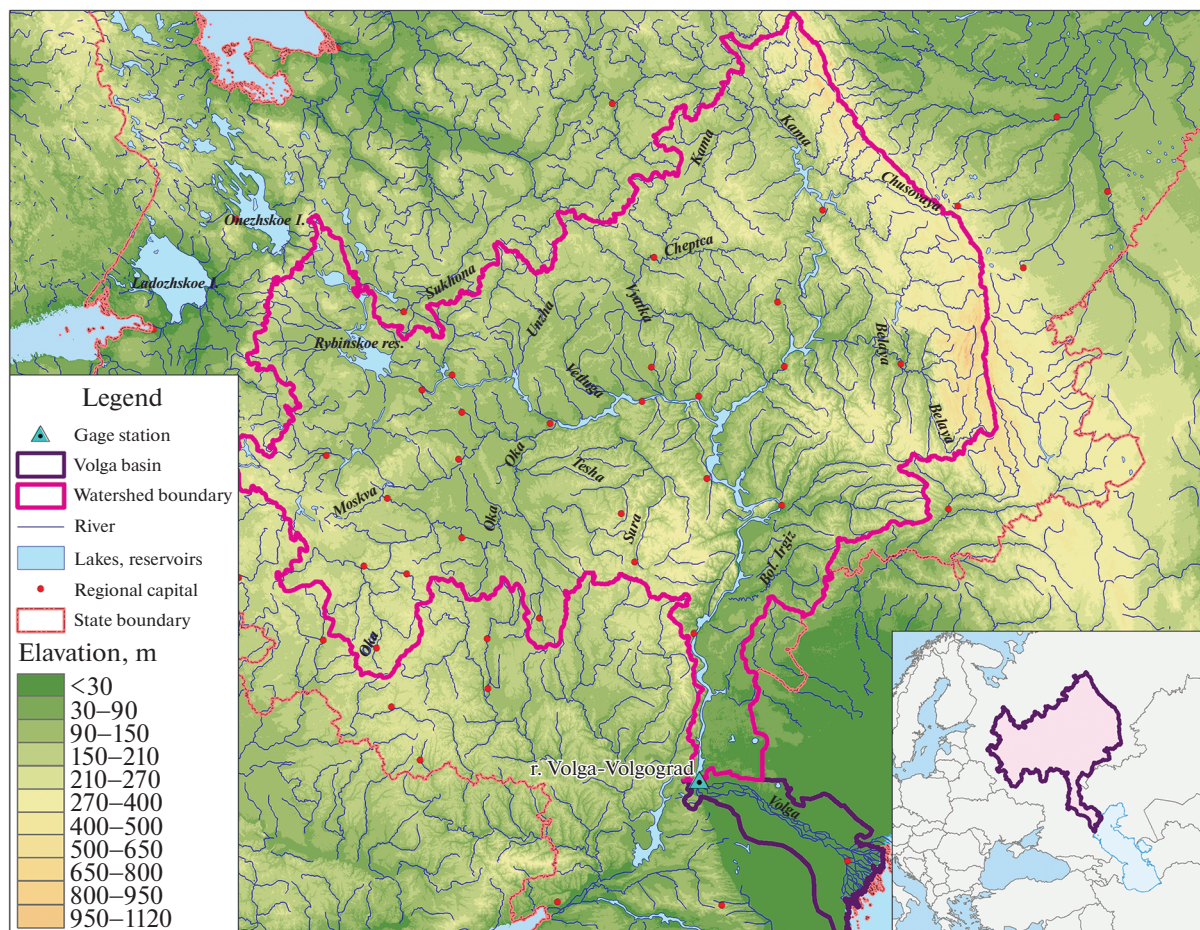 Kama
Kama
Chusovaya
Onezhskoe I.
Cheptca
Ladozhskoe I.
Sukhona
Unzha
Vyatka
Rybinskoe res.
Belaya
Vetluga
Belaya
Oka
Tesha
Moskva
Oka
Sura
Bol. Irgiz
Oka
r. Volga-Volgograd
Volga
Legend
Gage station
Volga basin
Watershed boundary
River
Lakes, reservoirs
Regional capital
State boundary
Elavation, m
<30
30–90
90–150
150–210
210–270
270–400
400–500
500–650
650–800
800–950
950–1120